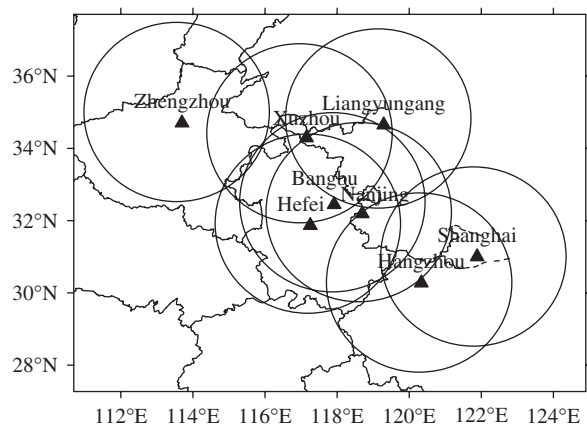 36°N
34°N
32°N
30°N
28°N
Zhengzhou
Xuzhou
Liangyungang
Bangbu
Hefei
Nanjing
Shanghai
Hangzhou
112°E
114°E
116°E
118°E
120°E
122°E
124°E